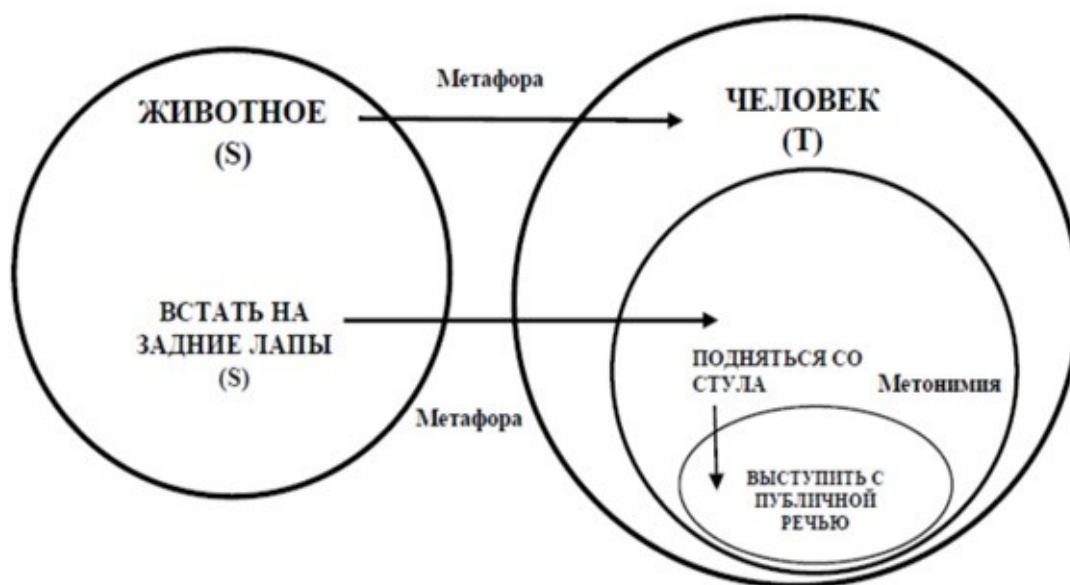 Метафора
ЖИВОТНОЕ
(S)
ЧЕЛОВЕК
(T)
ВСТАТЬ НА
ЗАДНИЕ ЛАПЫ
(S)
Метафора
ПОДНЯТЬСЯ СО
СТУЛА
Метонимия
ВЫСТУПИТЬ С
ПУБЛИЧНОЙ
РЕЧЬЮ